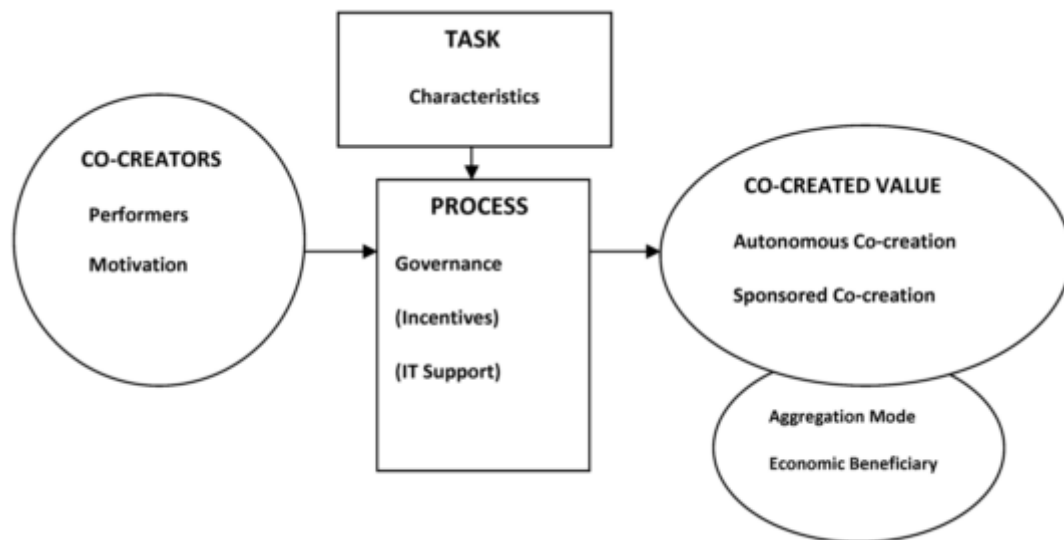 TASK
Characteristics
CO-CREATORS
Performers
Motivation
PROCESS
Governance
(Incentives)
(IT Support)
CO-CREATED VALUE
Autonomous Co-creation
Sponsored Co-creation
Aggregation Mode
Economic Beneficiary